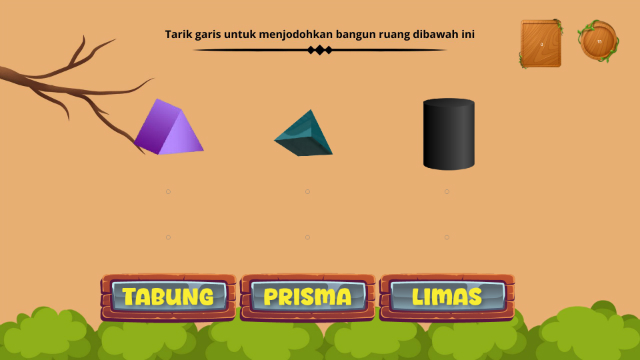 Tarik garis untuk menjodohkan bangun ruang dibawah ini
TABUNG
PRISMA
LIMAS